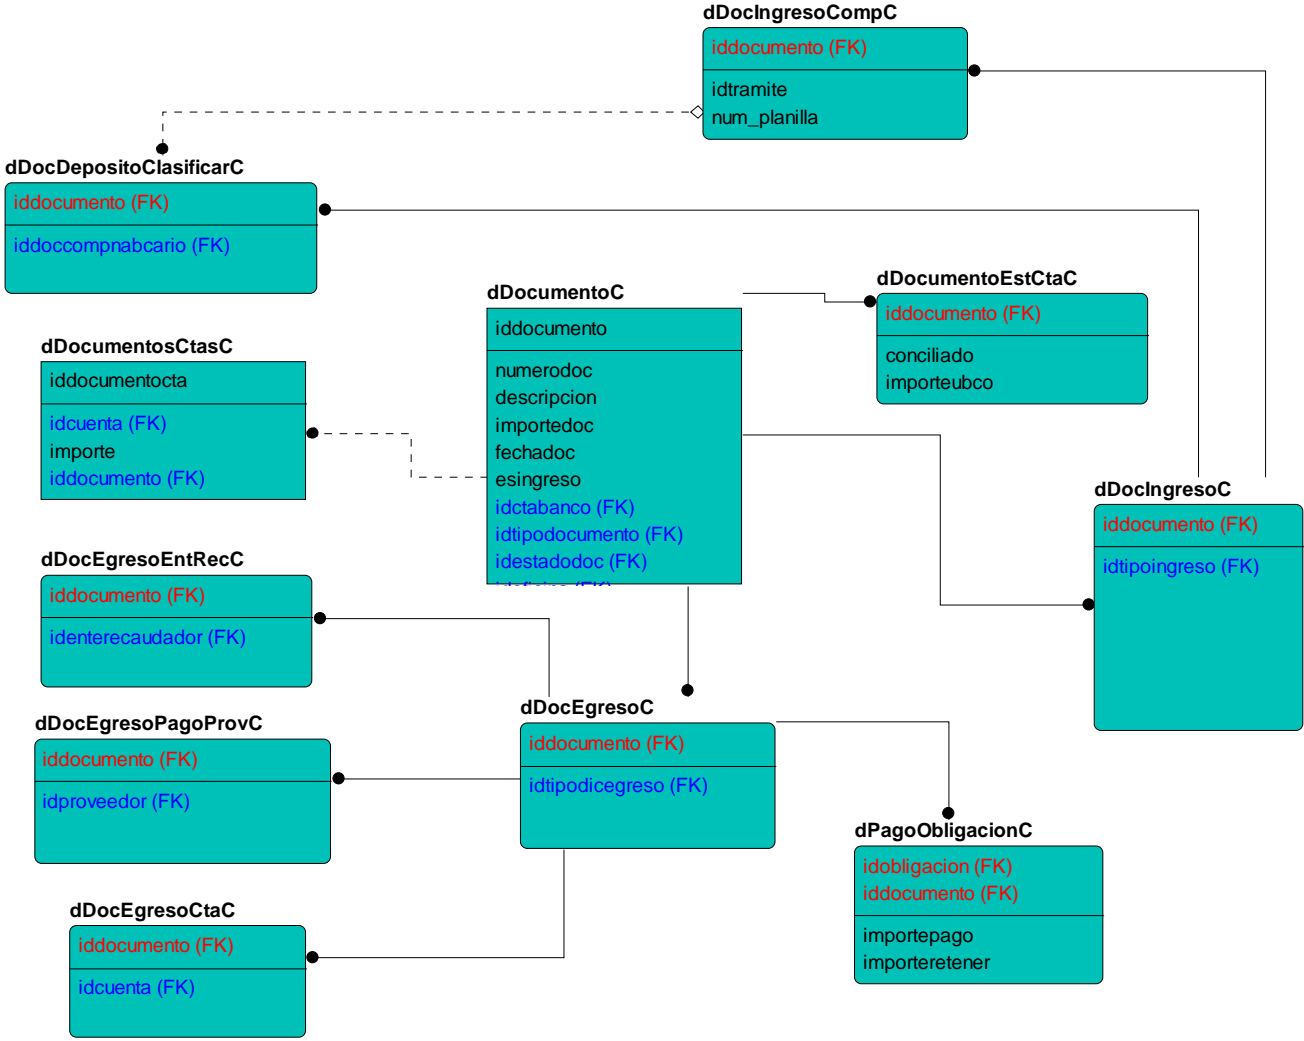 dDocIngresoCompC
iddocumento (FK)
idtramite
num_planilla
dDocDepositoClasificarC
iddocumento (FK)
iddoccompnabcario (FK)
dDocumentoC
iddocumento
numerodoc
descripcion
importedoc
fechadoc
esingreso
idctabanco (FK)
idtipodocumento (FK)
idestadodoc (FK)
dDocumentoEstCtaC
iddocumento (FK)
conciliado
importeubco
dDocumentosCtasC
iddocumentocta
idcuenta (FK)
importe
iddocumento (FK)
dDocIngresoC
iddocumento (FK)
idtipoingreso (FK)
dDocEgresoEntRecC
iddocumento (FK)
identerecaudador (FK)
dDocEgresoPagoProvC
iddocumento (FK)
idproveedor (FK)
dDocEgresoC
iddocumento (FK)
idtipodicegreso (FK)
dPagoObligacionC
idobligacion (FK)
iddocumento (FK)
importepago
importeretener
dDocEgresoCtaC
iddocumento (FK)
idcuenta (FK)